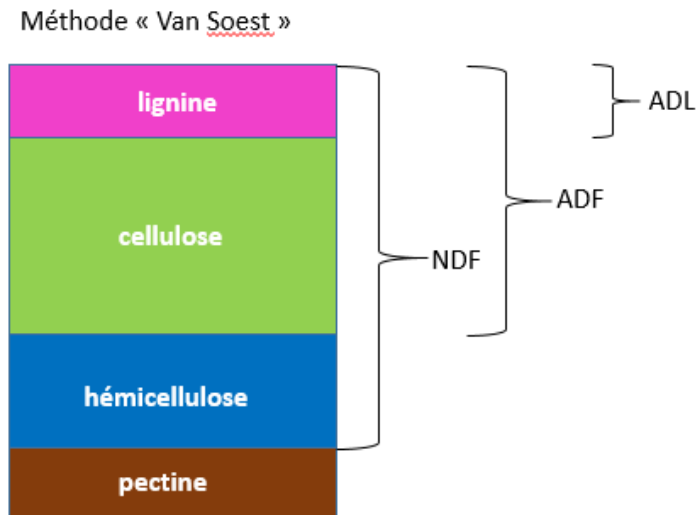 Méthode « Van Soest »
lignine
ADL
cellulose
ADF
NDF
hémicellulose
pectine